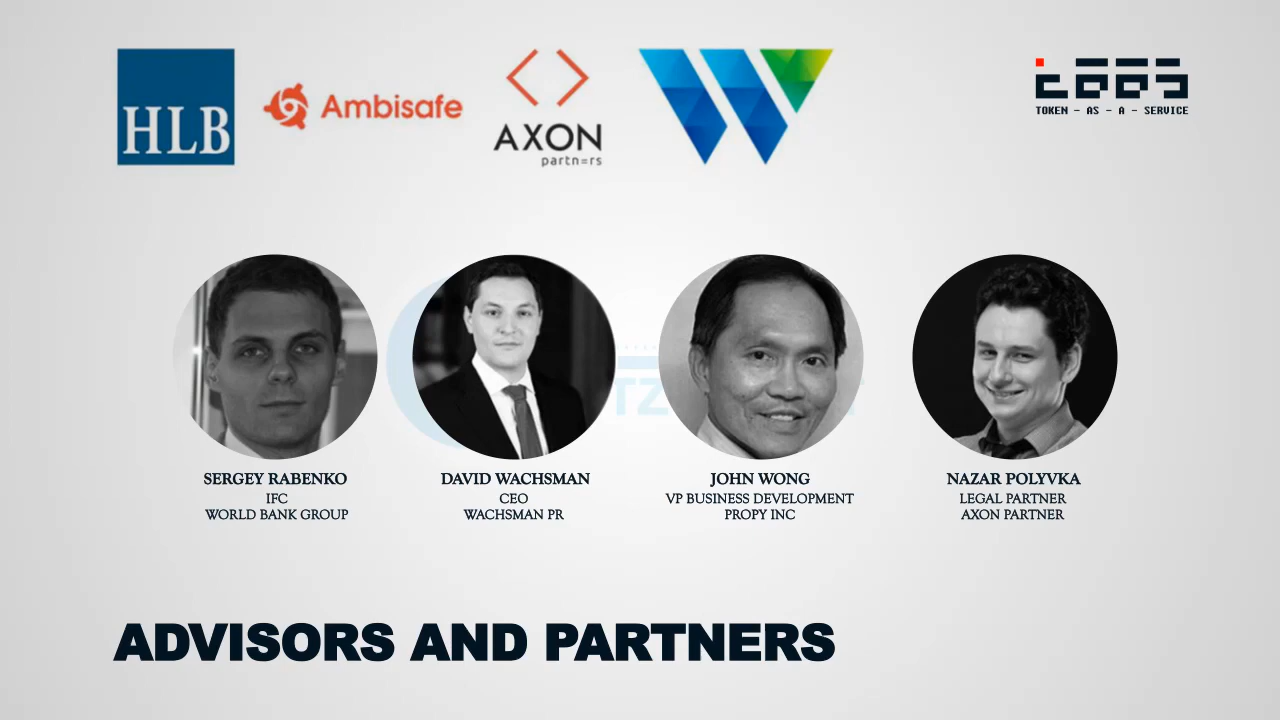 HLB
Ambisafe
AXON
partn=rs
taas
TOKEN - AS - A - SERVICE
SERGEY RABENKO
IFC
WORLD BANK GROUP
DAVID WACHSMAN
CEO
WACHSMAN PR
JOHN WONG
VP BUSINESS DEVELOPMENT
PROPY INC
NAZAR POLYVKA
LEGAL PARTNER
AXON PARTNER
ADVISORS AND PARTNERS